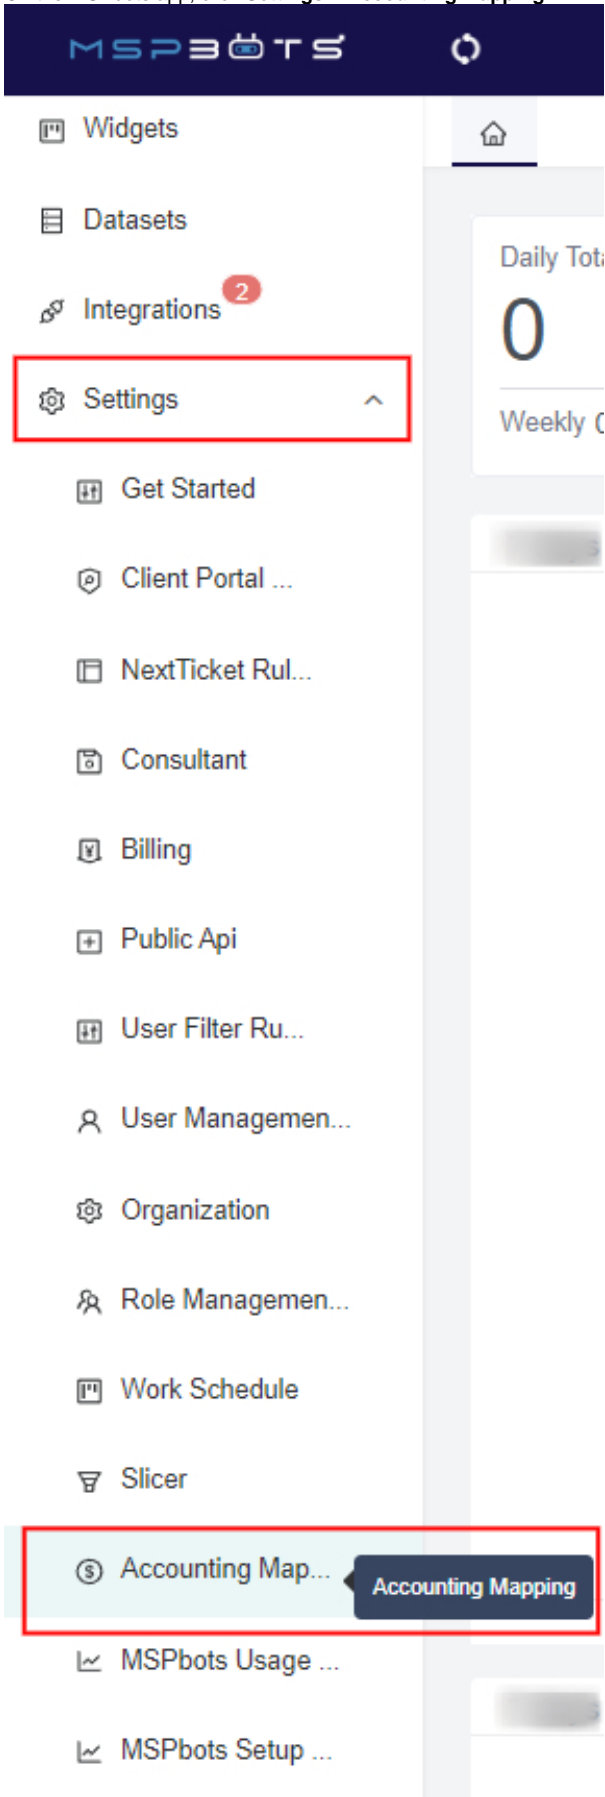 MSPBOTS
Widgets
Datasets
Daily Tot
Integrations 2
0
Settings
Weekly
Get Started
Client Portal ...
NextTicket Rul...
Consultant
Billing
Public Api
User Filter Ru...
User Managemen...
Organization
Role Managemen...
Work Schedule
Slicer
Accounting Map...
Accounting Mapping
MSPbots Usage ...
MSPbots Setup ...